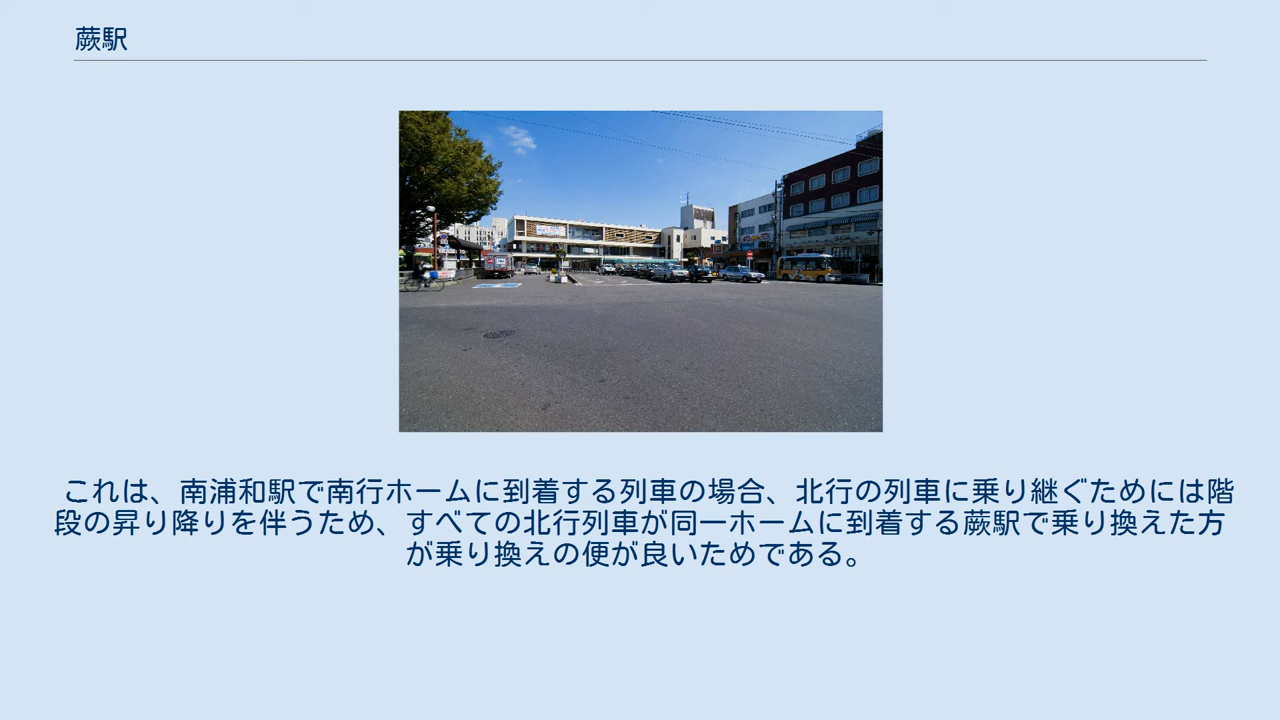 蕨駅
これは、南浦和駅で南行ホームに到着する列車の場合、北行の列車に乗り継ぐためには階
段の昇り降りを伴うため、すべての北行列車が同一ホームに到着する蕨駅で乗り換えた方
が乗り換えの便が良いためである。